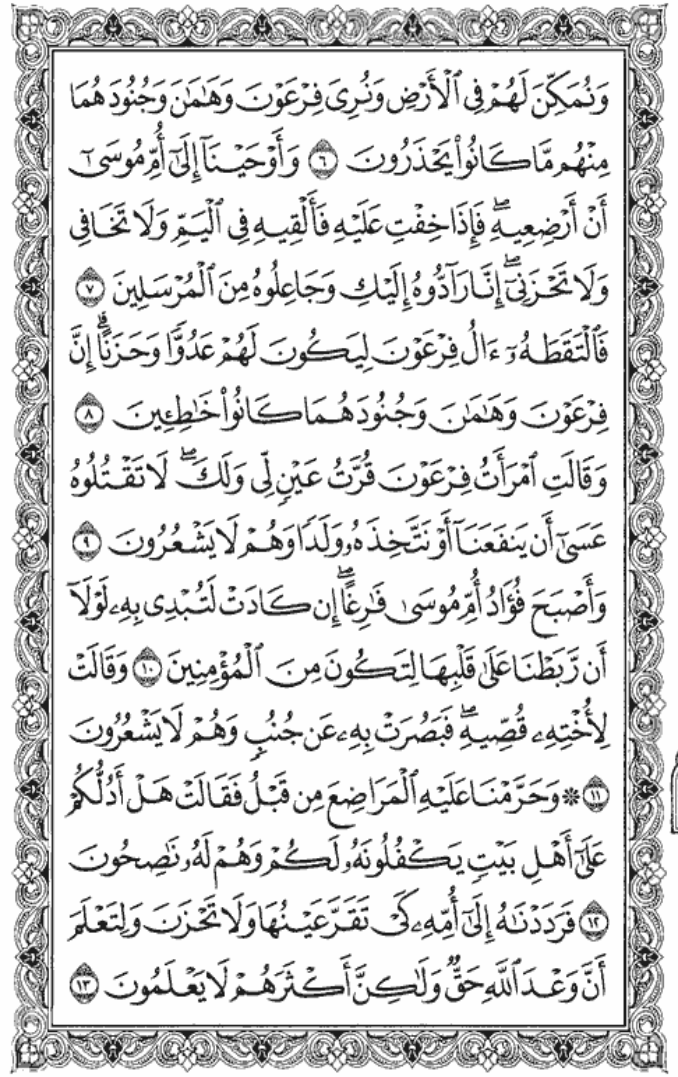 وَنُمَكِّنَ لَهُمْ فِي ٱلْأَرْضِ وَنُرِيَ فِرْعَوْنَ وَهَٰمَٰنَ وَجُنُودَهُمَا
مِنْهُم مَّا كَانُوا۟ يَحْذَرُونَ ٦ وَأَوْحَيْنَآ إِلَىٰٓ أُمِّ مُوسَىٰٓ
أَنْ أَرْضِعِيهِ ۖ فَإِذَا خِفْتِ عَلَيْهِ فَأَلْقِيهِ فِي ٱلْيَمِّ وَلَا تَخَافِي
وَلَا تَحْزَنِيٓ ۖ إِنَّا رَآدُّوهُ إِلَيْكِ وَجَاعِلُوهُ مِنَ ٱلْمُرْسَلِينَ ٧
فَٱلْتَقَطَهُۥٓ ءَالُ فِرْعَوْنَ لِيَكُونَ لَهُمْ عَدُوًّا وَحَزَنًا ۗ إِنَّ
فِرْعَوْنَ وَهَٰمَٰنَ وَجُنُودَهُمَا كَانُوا۟ خَٰطِـِٔينَ ٨
وَقَالَتِ ٱمْرَأَتُ فِرْعَوْنَ قُرَّتُ عَيْنٍ لِّي وَلَكَ ۖ لَا تَقْتُلُوهُ
عَسَىٰٓ أَن يَنفَعَنَآ أَوْ نَتَّخِذَهُۥ وَلَدًا وَهُمْ لَا يَشْعُرُونَ ٩
وَأَصْبَحَ فُؤَادُ أُمِّ مُوسَىٰ فَٰرِغًا ۖ إِن كَادَتْ لَتُبْدِي بِهِۦ لَوْلَآ
أَن رَّبَطْنَا عَلَىٰ قَلْبِهَا لِتَكُونَ مِنَ ٱلْمُؤْمِنِينَ ١٠ وَقَالَتْ
لِأُخْتِهِۦ قُصِّيهِ ۖ فَبَصُرَتْ بِهِۦ عَن جُنُبٍ وَهُمْ لَا يَشْعُرُونَ
١١ ۞ وَحَرَّمْنَا عَلَيْهِ ٱلْمَرَاضِعَ مِن قَبْلُ فَقَالَتْ هَلْ أَدُلُّكُمْ
عَلَىٰٓ أَهْلِ بَيْتٍ يَكْفُلُونَهُۥ لَكُمْ وَهُمْ لَهُۥ نَٰصِحُونَ
١٢ فَرَدَدْنَٰهُ إِلَىٰٓ أُمِّهِۦ كَيْ تَقَرَّ عَيْنُهَا وَلَا تَحْزَنَ وَلِتَعْلَمَ
أَنَّ وَعْدَ ٱللَّهِ حَقٌّ وَلَٰكِنَّ أَكْثَرَهُمْ لَا يَعْلَمُونَ ١٣